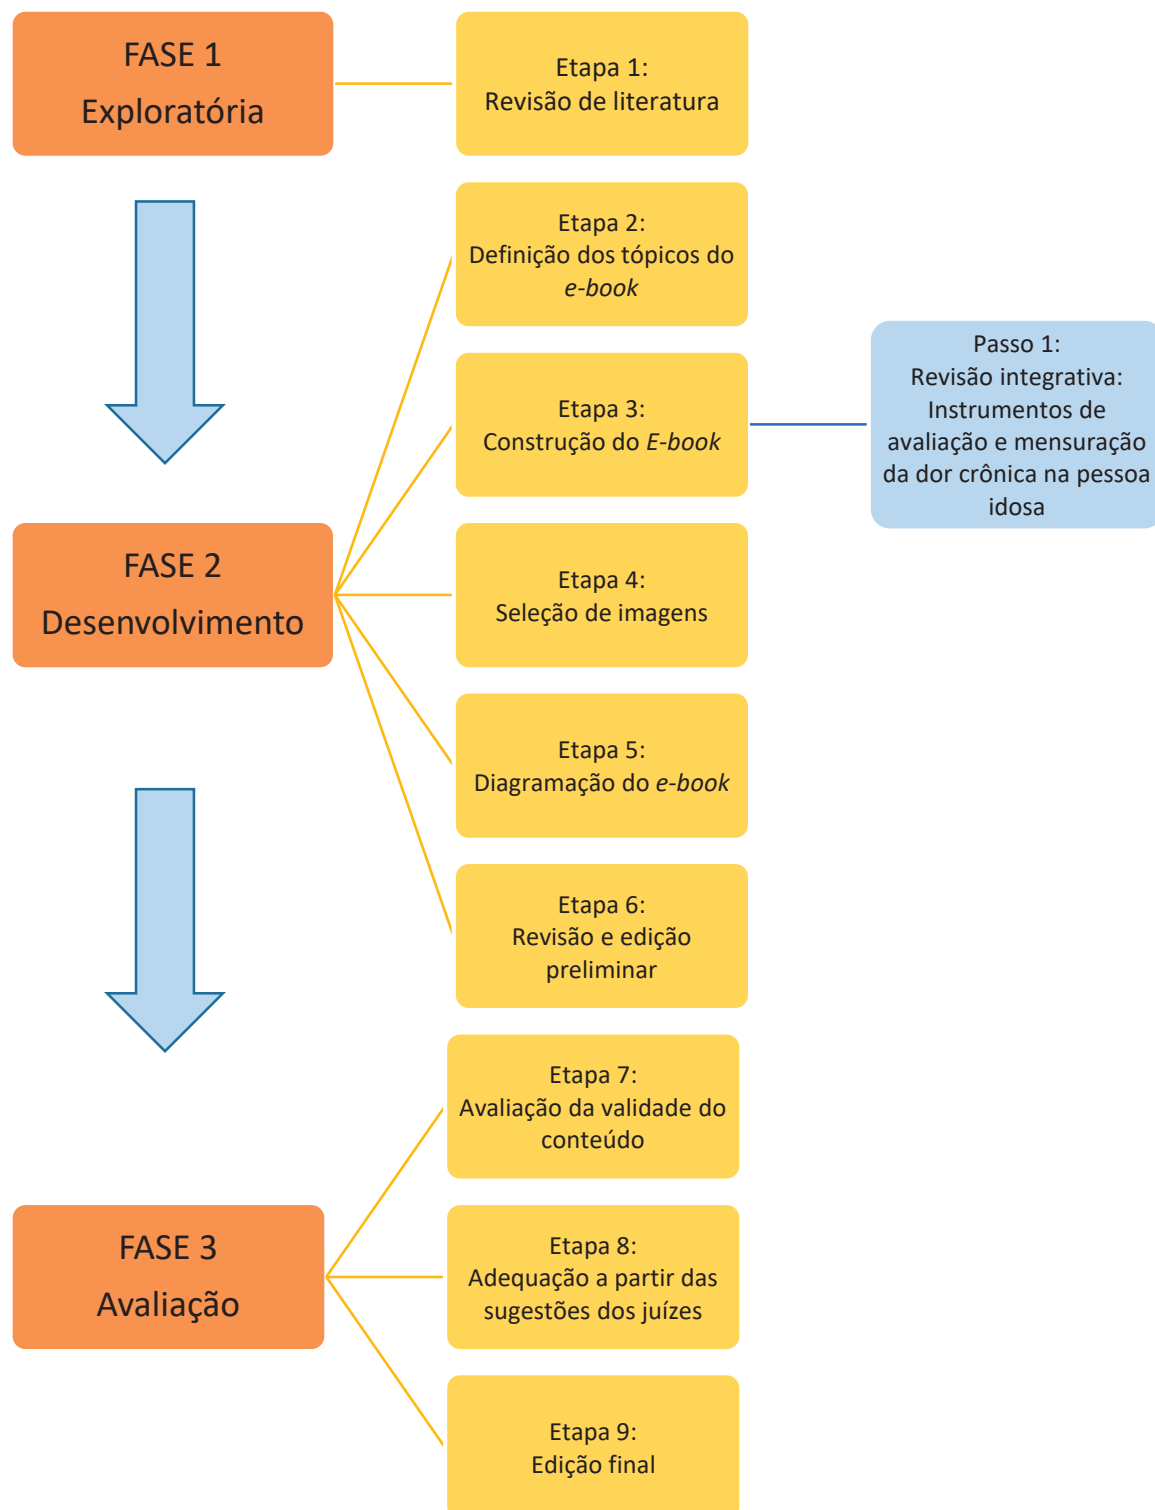 FASE 1
Exploratória
Etapa 1:
Revisão de literatura
Etapa 2:
Definição dos tópicos do
e-book
Etapa 3:
Construção do E-book
Passo 1:
Revisão integrativa:
Instrumentos de
avaliação e mensuração
da dor crônica na pessoa
idosa
FASE 2
Desenvolvimento
Etapa 4:
Seleção de imagens
Etapa 5:
Diagramação do e-book
Etapa 6:
Revisão e edição
preliminar
FASE 3
Avaliação
Etapa 7:
Avaliação da validade do
conteúdo
Etapa 8:
Adequação a partir das
sugestões dos juízes
Etapa 9:
Edição final